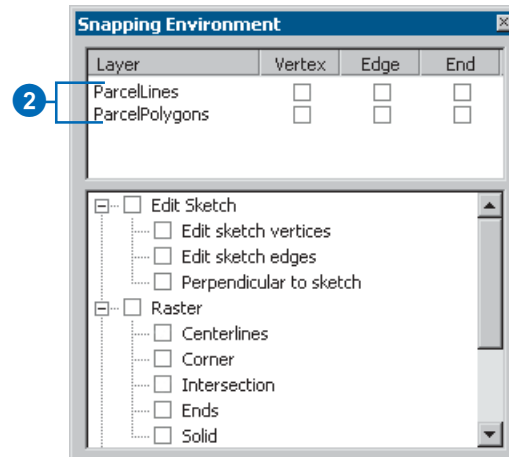 Snapping Environment
Layer Vertex Edge End
2
ParcelLines
ParcelPolygons
Edit Sketch
Edit sketch vertices
Edit sketch edges
Perpendicular to sketch
Raster
Centerlines
Corner
Intersection
Ends
Solid